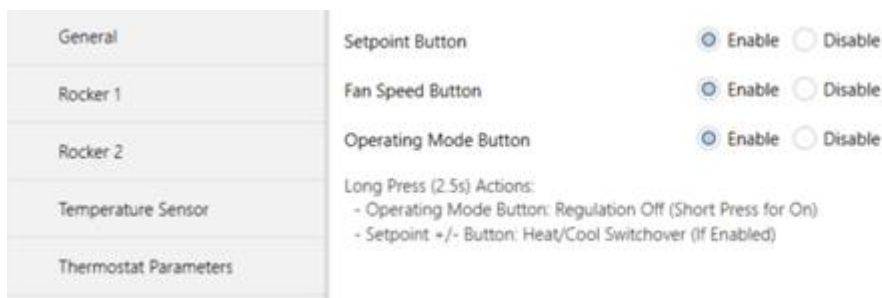 General
Rocker 1
Rocker 2
Temperature Sensor
Thermostat Parameters
Setpoint Button Enable Disable
Fan Speed Button Enable Disable
Operating Mode Button Enable Disable
Long Press (2.5s) Actions:
- Operating Mode Button: Regulation Off (Short Press for On)
- Setpoint +/- Button: Heat/Cool Switchover (If Enabled)